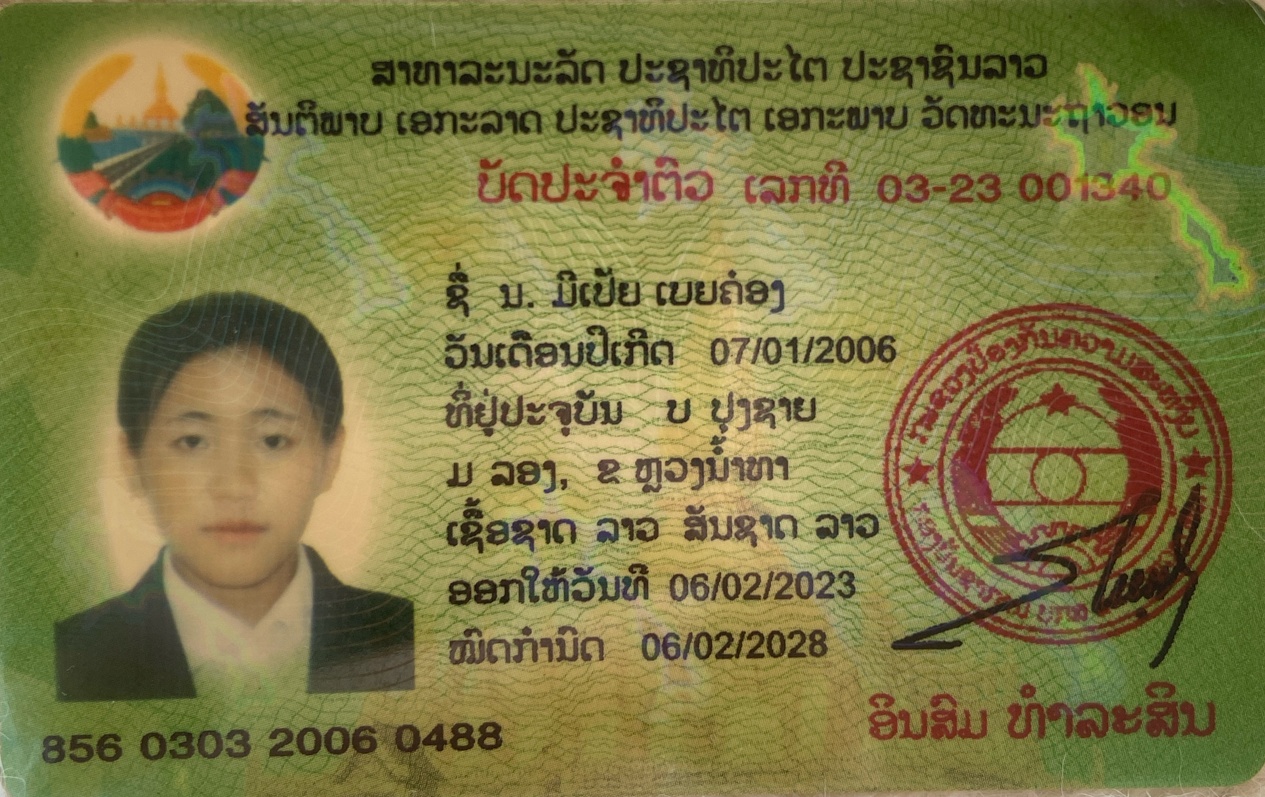 ສາທາລະນະລັດ ປະຊາທິປະໄຕ ປະຊາຊົນລາວ
ສັນຕິພາບ ເອກະລາດ ປະຊາທິປະໄຕ ເອກະພາບ ວັດທະນະຖາວອນ
ບັດປະຈຳຕົວ ເລກທີ 03-23 001340
ຊື່ ນ. ມີເປ້ຍ ເບຍຄ໋ອງ
ວັນເດືອນປີເກີດ 07/01/2006
ທີ່ຢູ່ປະຈຸບັນ ບ ປຸງຊາຍ
ມ ລອງ, ຂ ຫຼວງນ້ຳທາ
ເຊື້ອຊາດ ລາວ ສັນຊາດ ລາວ
ອອກໃຫ້ວັນທີ 06/02/2023
ໝົດກຳນົດ 06/02/2028
856 0303 2006 0488
ອິນສົມ ທຳລະສິນ